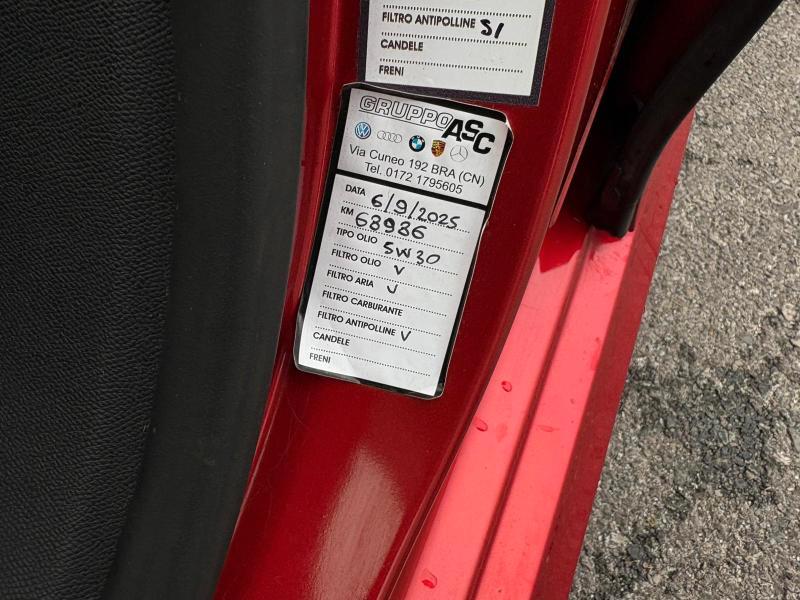 FILTRO ANTIPOLLINE SI
CANDELE
FRENI
GRUPPO ASC
Via Cuneo 192 BRA (CN)
Tel. 0172 1795605
DATA 6/9/2025
KM 68986
TIPO OLIO 5W30
FILTRO OLIO V
FILTRO ARIA V
FILTRO CARBURANTE
FILTRO ANTIPOLLINE V
CANDELE
FRENI